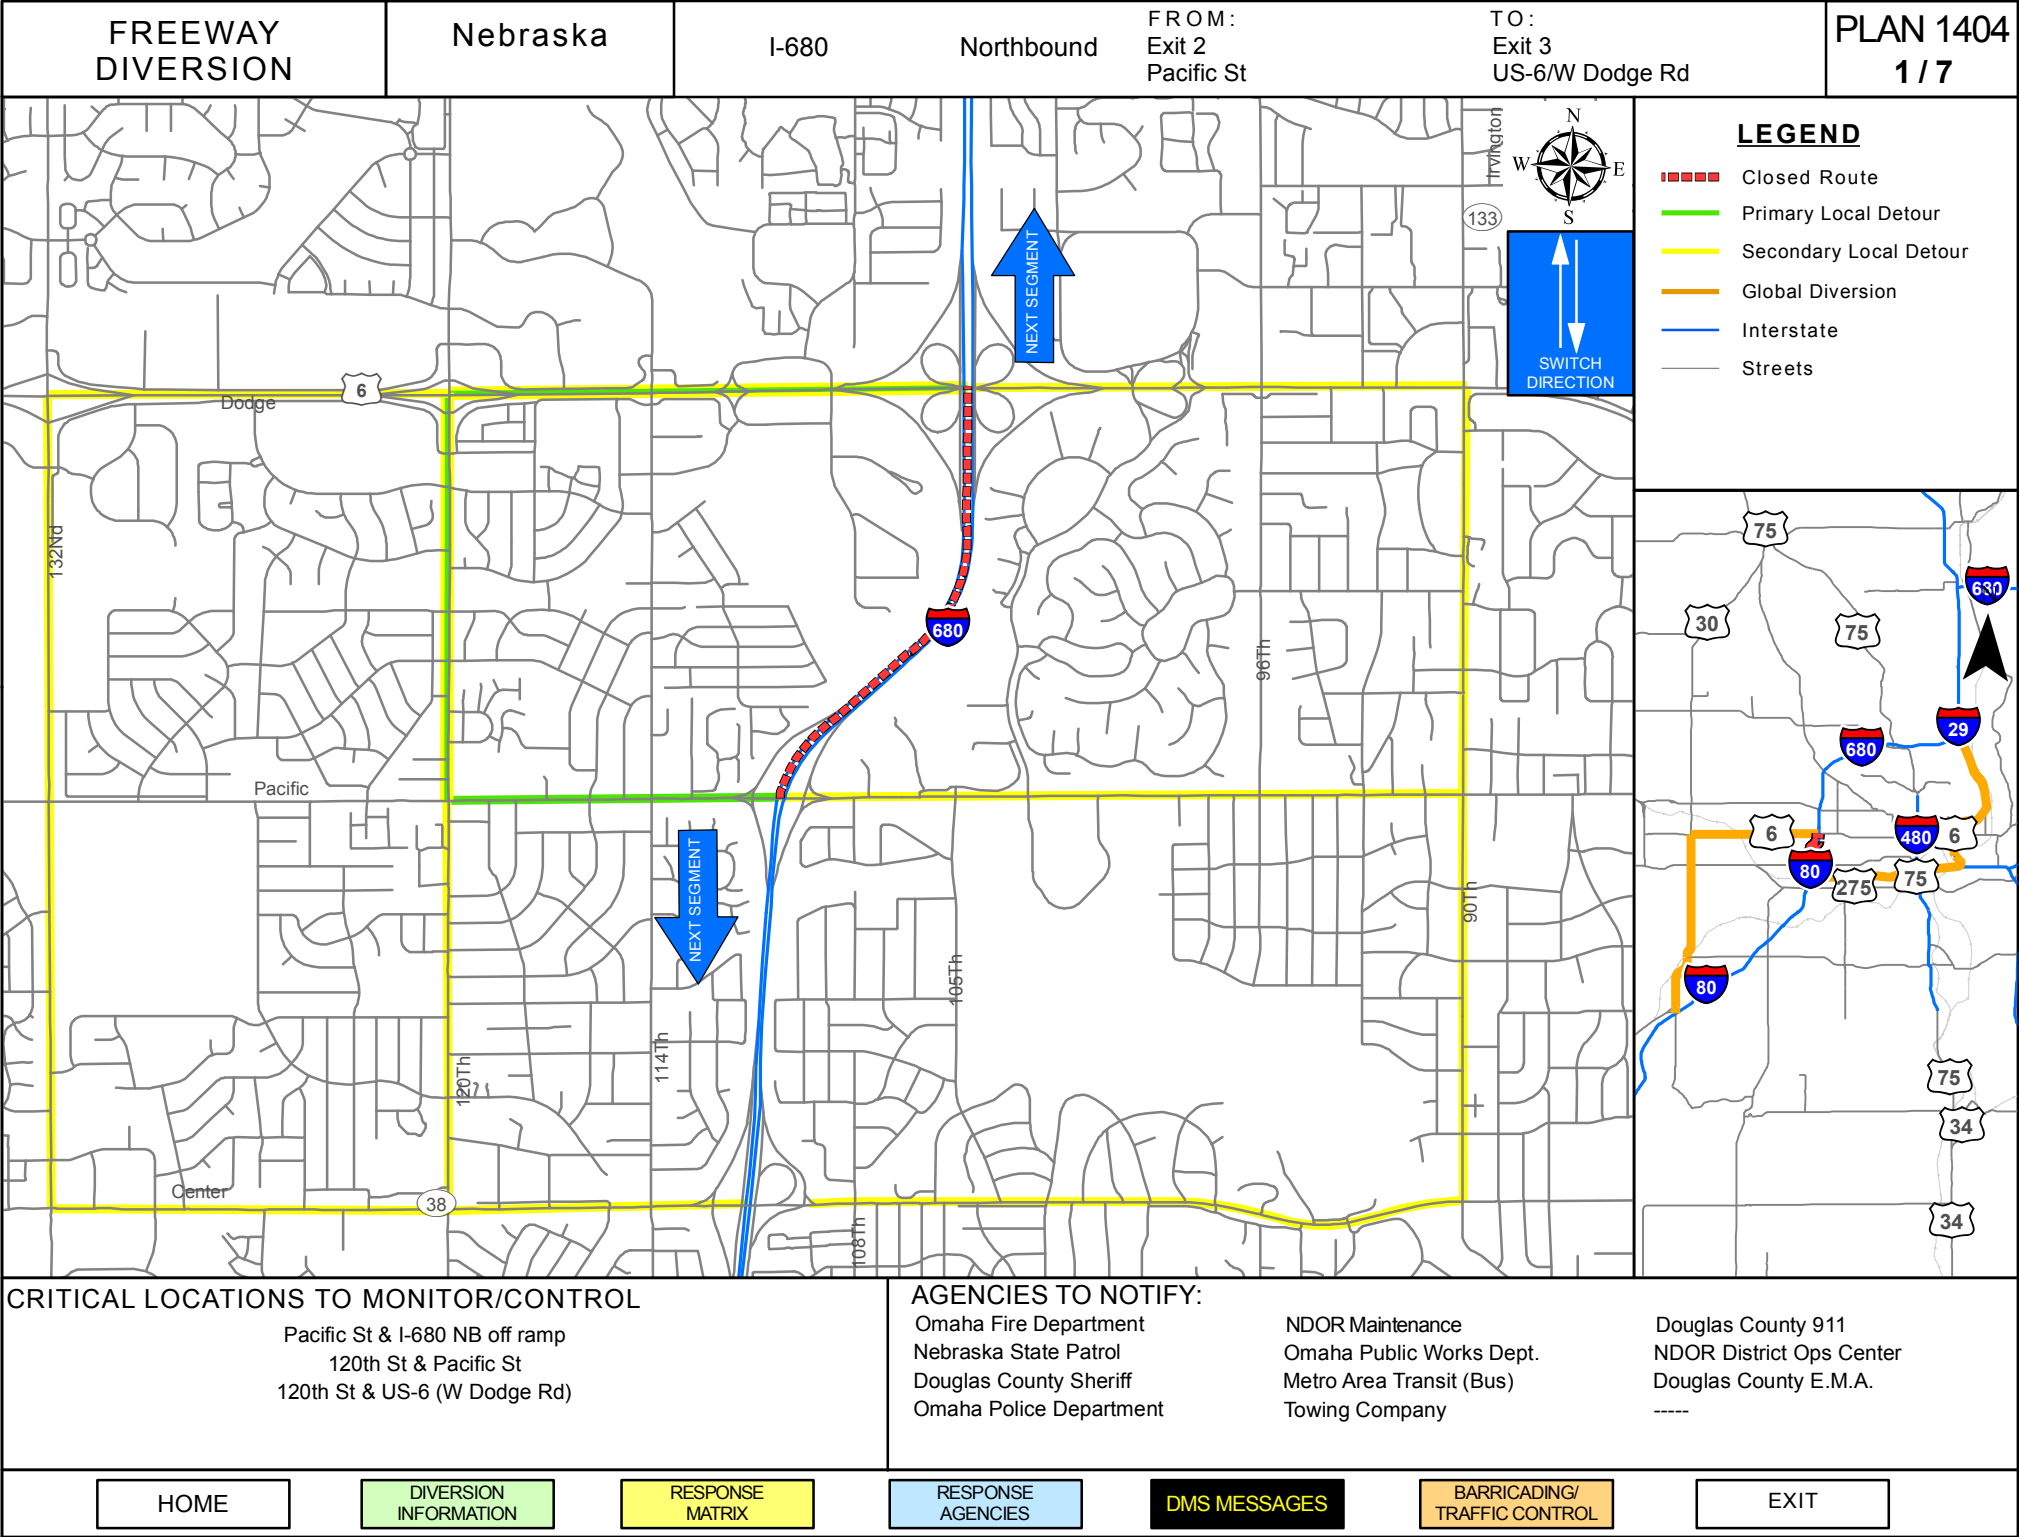 FREEWAY
DIVERSION
Nebraska
I-680
Northbound
FROM:
Exit 2
Pacific St
TO:
Exit 3
US-6/W Dodge Rd
PLAN 1404
1 / 7
Irvington
N
W
E
S
133
NEXT SEGMENT
SWITCH
DIRECTION
6
Dodge
132Nd
680
96Th
Pacific
NEXT SEGMENT
90Th
105Th
114Th
120Th
Center
38
108Th
LEGEND
Closed Route
Primary Local Detour
Secondary Local Detour
Global Diversion
Interstate
Streets
75
680
30
75
29
680
6
480
6
80
275
75
80
75
34
34
CRITICAL LOCATIONS TO MONITOR/CONTROL
Pacific St & I-680 NB off ramp
120th St & Pacific St
120th St & US-6 (W Dodge Rd)
AGENCIES TO NOTIFY:
Omaha Fire Department
Nebraska State Patrol
Douglas County Sheriff
Omaha Police Department
NDOR Maintenance
Omaha Public Works Dept.
Metro Area Transit (Bus)
Towing Company
Douglas County 911
NDOR District Ops Center
Douglas County E.M.A.
-----
HOME
DIVERSION
INFORMATION
RESPONSE
MATRIX
RESPONSE
AGENCIES
DMS MESSAGES
BARRICADING/
TRAFFIC CONTROL
EXIT